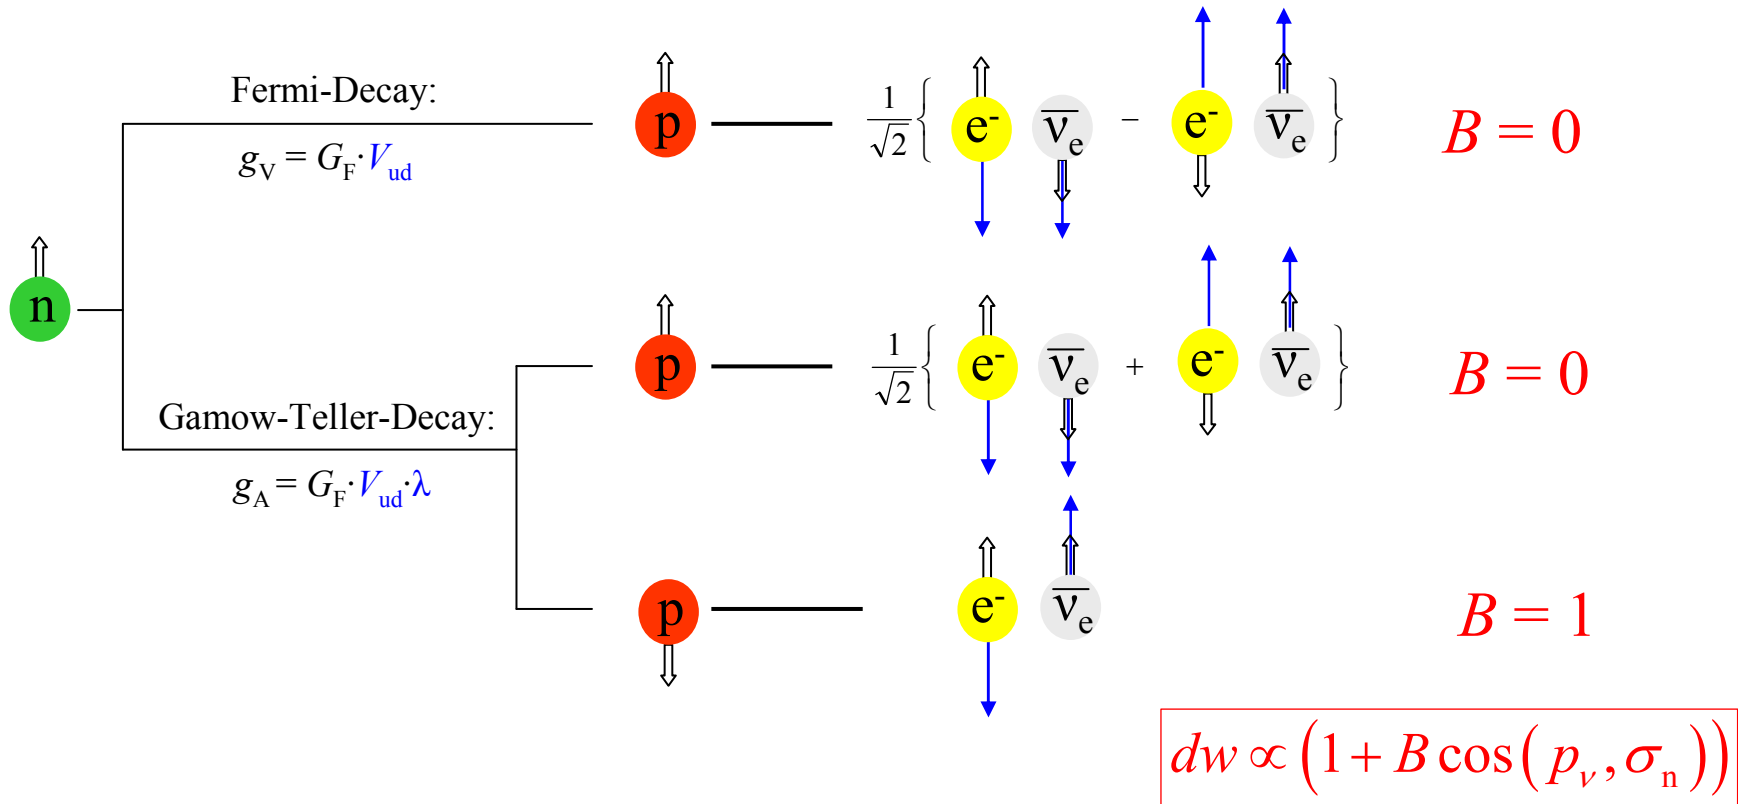 Fermi-Decay:
g_V = G_F·V_ud
n
p
1/√2 { e⁻ ν̄_e − e⁻ ν̄_e }
B = 0
Gamow-Teller-Decay:
g_A = G_F·V_ud·λ
p
1/√2 { e⁻ ν̄_e + e⁻ ν̄_e }
B = 0
p
e⁻ ν̄_e
B = 1
dw ∝ (1 + B cos(p_ν, σ_n))